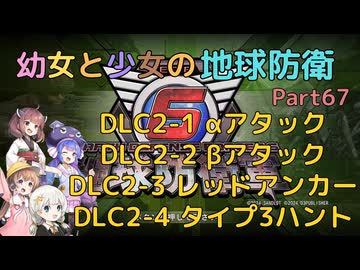 幼女と少女の地球防衛
Part67
DLC2-1 αアタック
DLC2-2 βアタック
DLC2-3 レッドアンカー
DLC2-4 タイプ3ハント